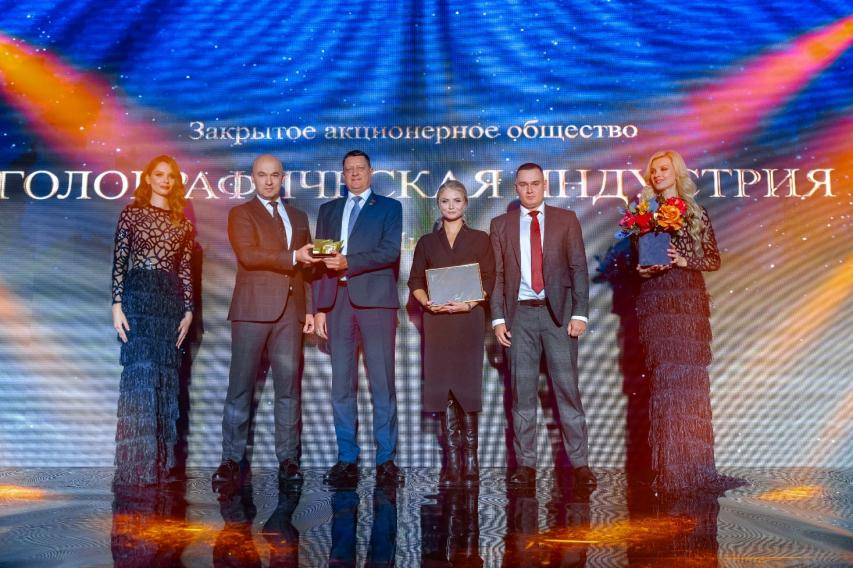 Закрытое акционерное общество
ГОЛОГРАФИЧЕСКАЯ ИНДУСТРИЯ